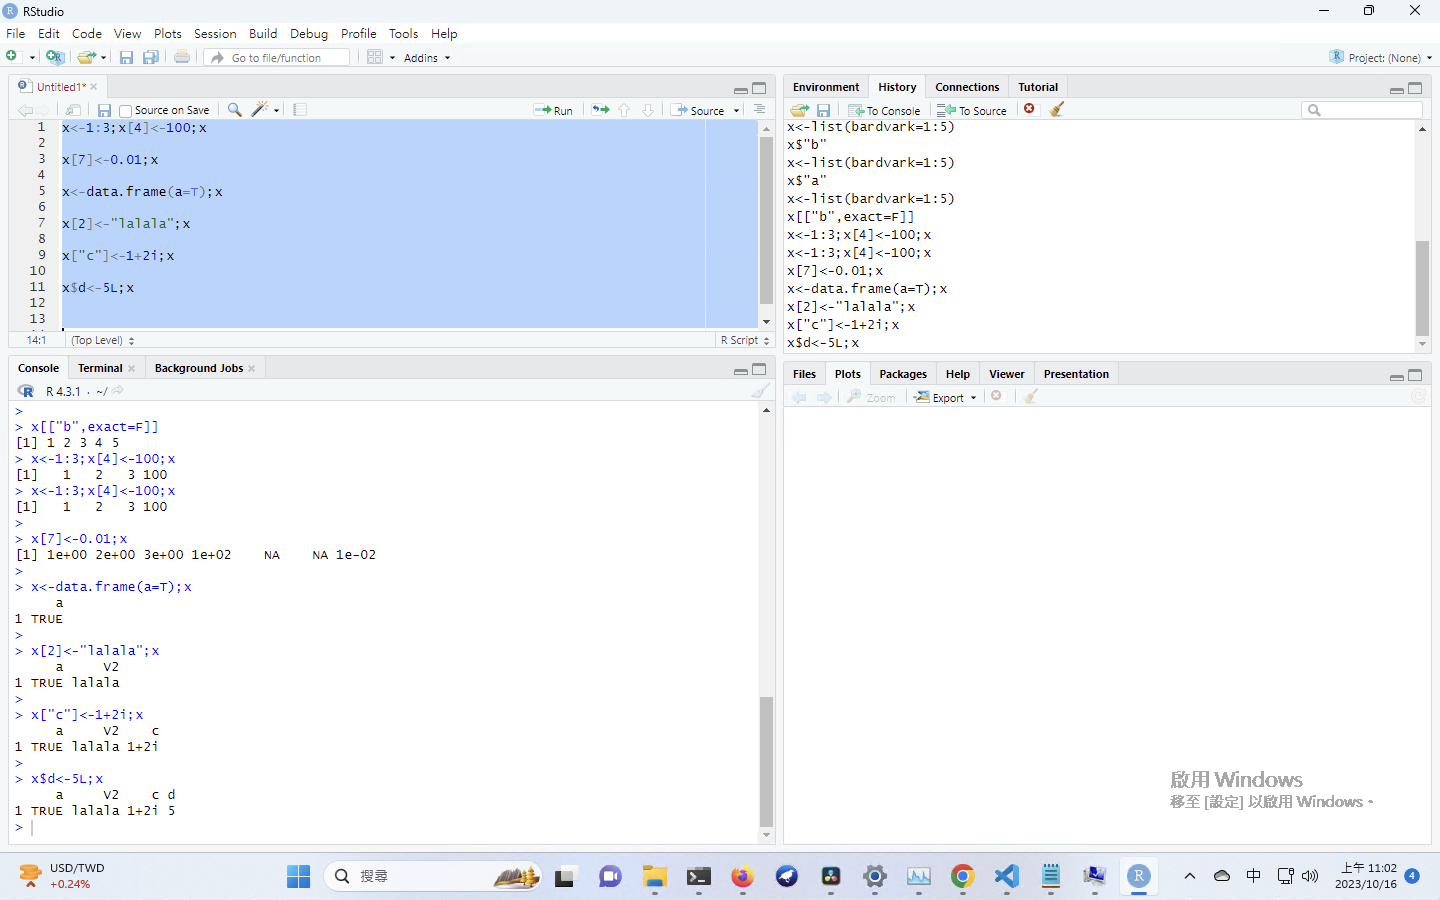 RStudio
File Edit Code View Plots Session Build Debug Profile Tools Help
Go to file/function Addins Project: (None)
Untitled1*
Source on Save Run Source
1 x<-1:3;x[4]<-100;x
2
3 x[7]<-0.01;x
4
5 x<-data.frame(a=T);x
6
7 x[2]<-"lalala";x
8
9 x["c"]<-1+2i;x
10
11 x$d<-5L;x
12
13
14:1 (Top Level) R Script
Console Terminal Background Jobs
R 4.3.1 . ~/
>
> x[["b",exact=F]]
[1] 1 2 3 4 5
> x<-1:3;x[4]<-100;x
[1]   1   2   3 100
> x<-1:3;x[4]<-100;x
[1]   1   2   3 100
>
> x[7]<-0.01;x
[1] 1e+00 2e+00 3e+00 1e+02    NA    NA 1e-02
>
> x<-data.frame(a=T);x
     a
1 TRUE
>
> x[2]<-"lalala";x
     a     V2
1 TRUE lalala
>
> x["c"]<-1+2i;x
     a     V2    c
1 TRUE lalala 1+2i
>
> x$d<-5L;x
     a     V2    c d
1 TRUE lalala 1+2i 5
>
Environment History Connections Tutorial
To Console To Source
x<-list(bardvark=1:5)
x$"b"
x<-list(bardvark=1:5)
x$"a"
x<-list(bardvark=1:5)
x[["b",exact=F]]
x<-1:3;x[4]<-100;x
x<-1:3;x[4]<-100;x
x[7]<-0.01;x
x<-data.frame(a=T);x
x[2]<-"lalala";x
x["c"]<-1+2i;x
x$d<-5L;x
Files Plots Packages Help Viewer Presentation
Zoom Export
啟用 Windows
移至 [設定] 以啟用 Windows。
USD/TWD
+0.24%
搜尋
中
上午 11:02
2023/10/16
4